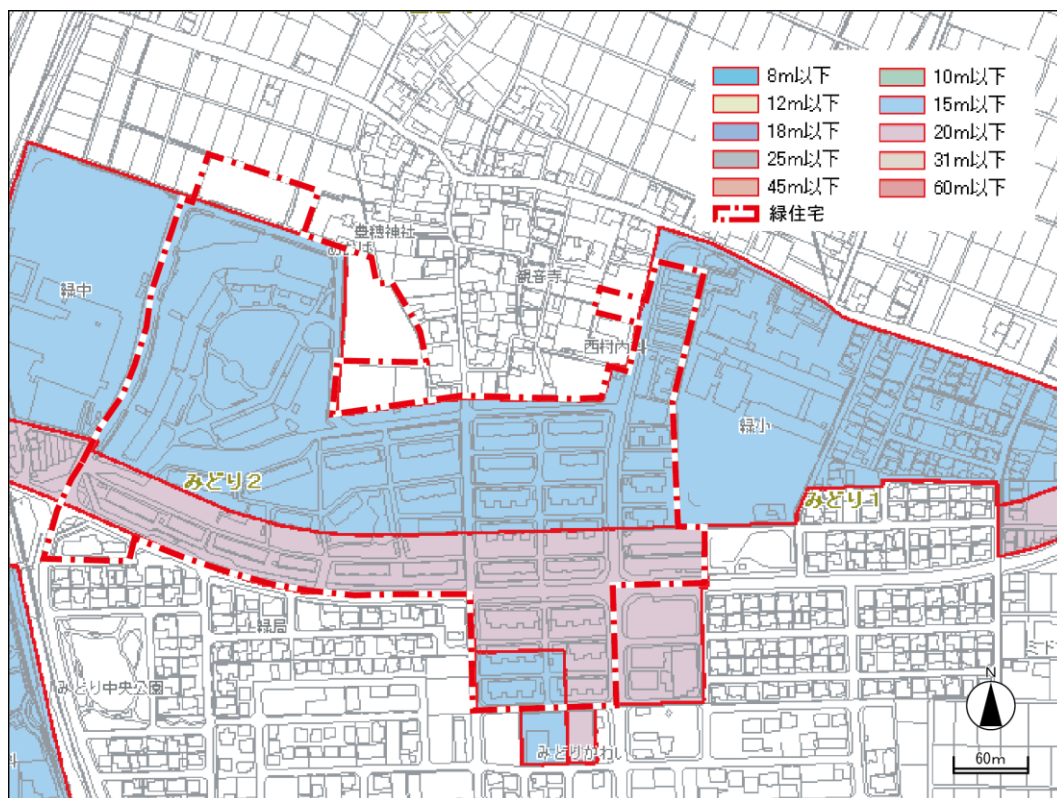 8m以下
10m以下
12m以下
15m以下
18m以下
20m以下
25m以下
31m以下
45m以下
60m以下
緑住宅
豊穂神社
観音寺
緑中
西村内科
緑小
みどり2
みどり1
緑局
ミド
みどり中央公園
みどりかわい
N
60m